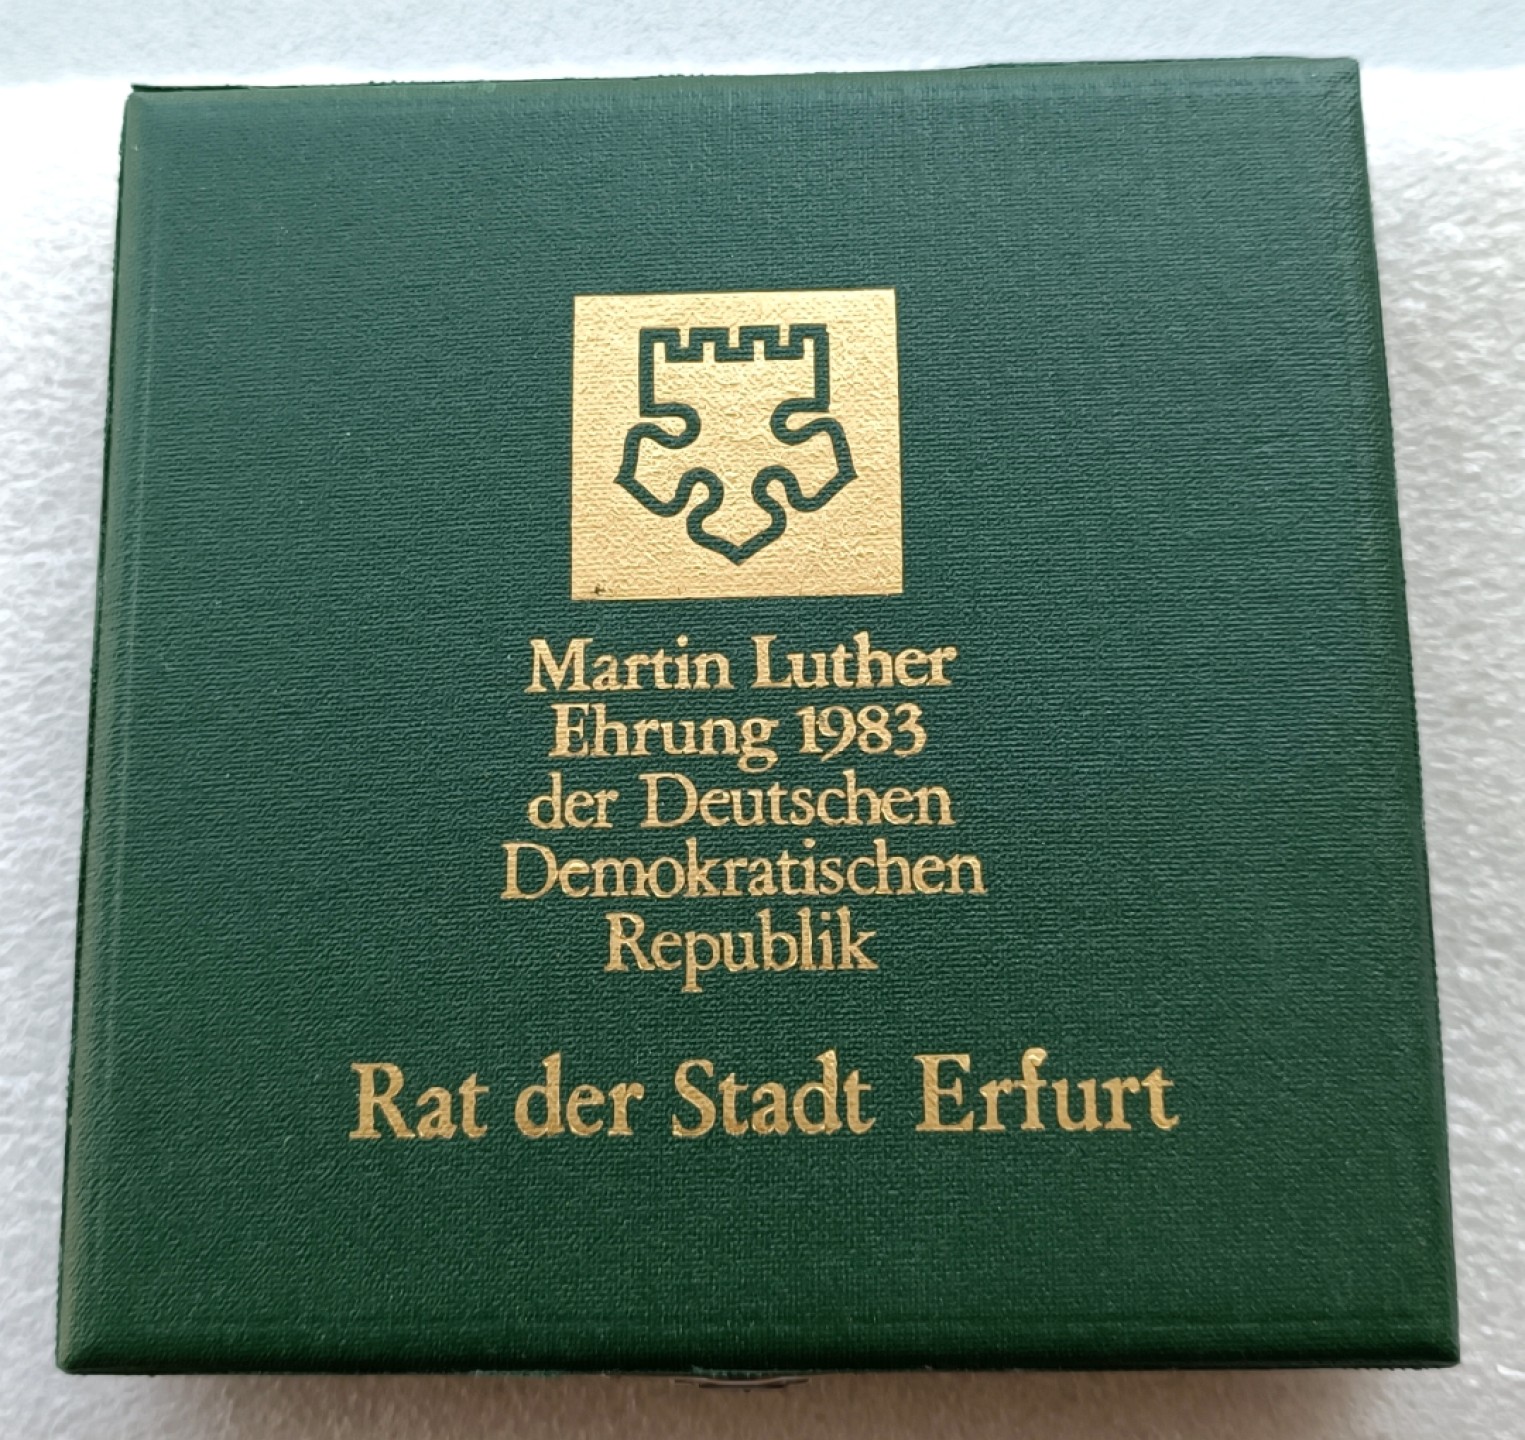 Martin Luther
Ehrung 1983
der Deutschen
Demokratischen
Republik
Rat der Stadt Erfurt